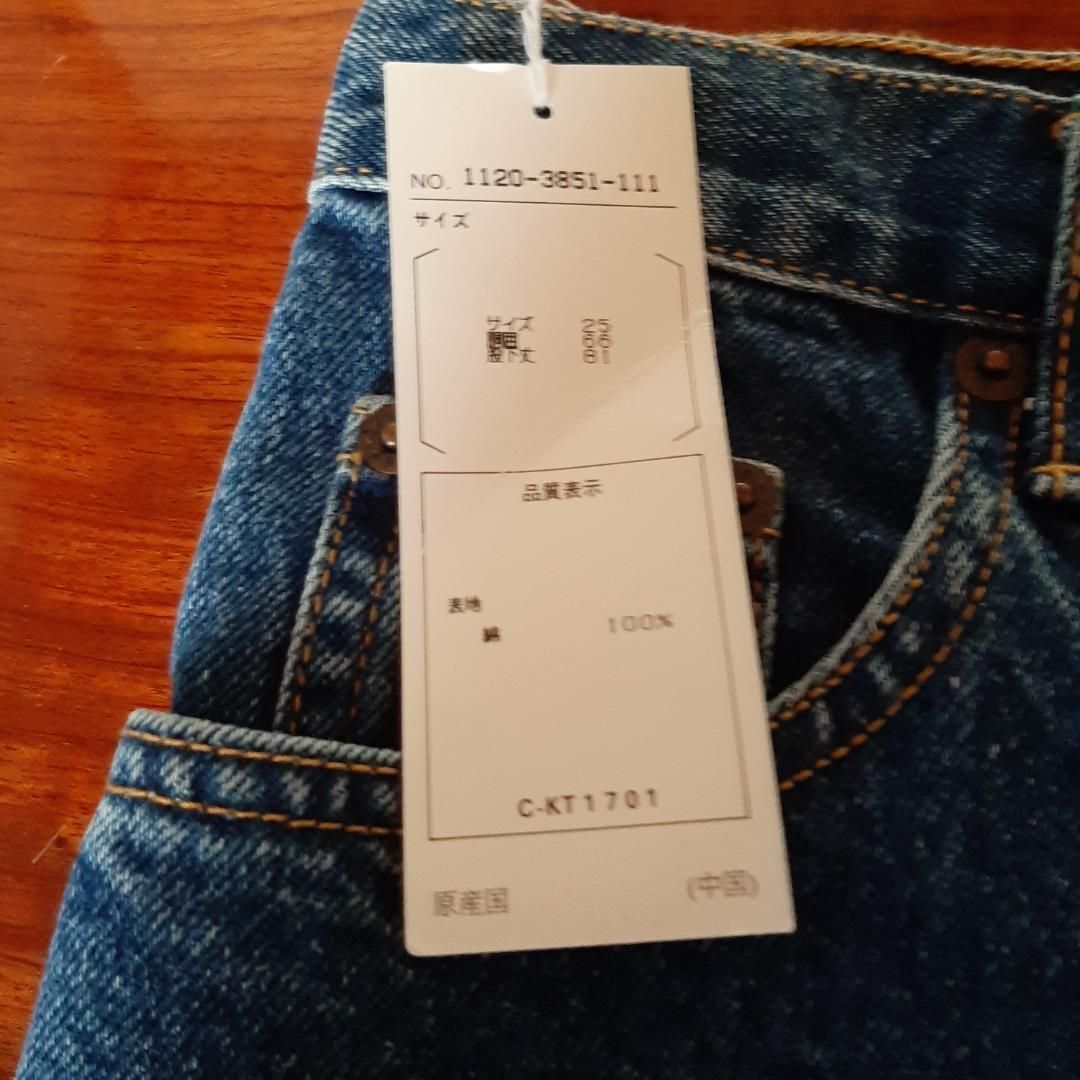 NO. 1120-3851-111
サイズ
サイズ 25
胴囲 66
股下丈 81
品質表示
表地
綿 100%
C-KT1701
原産国 (中国)